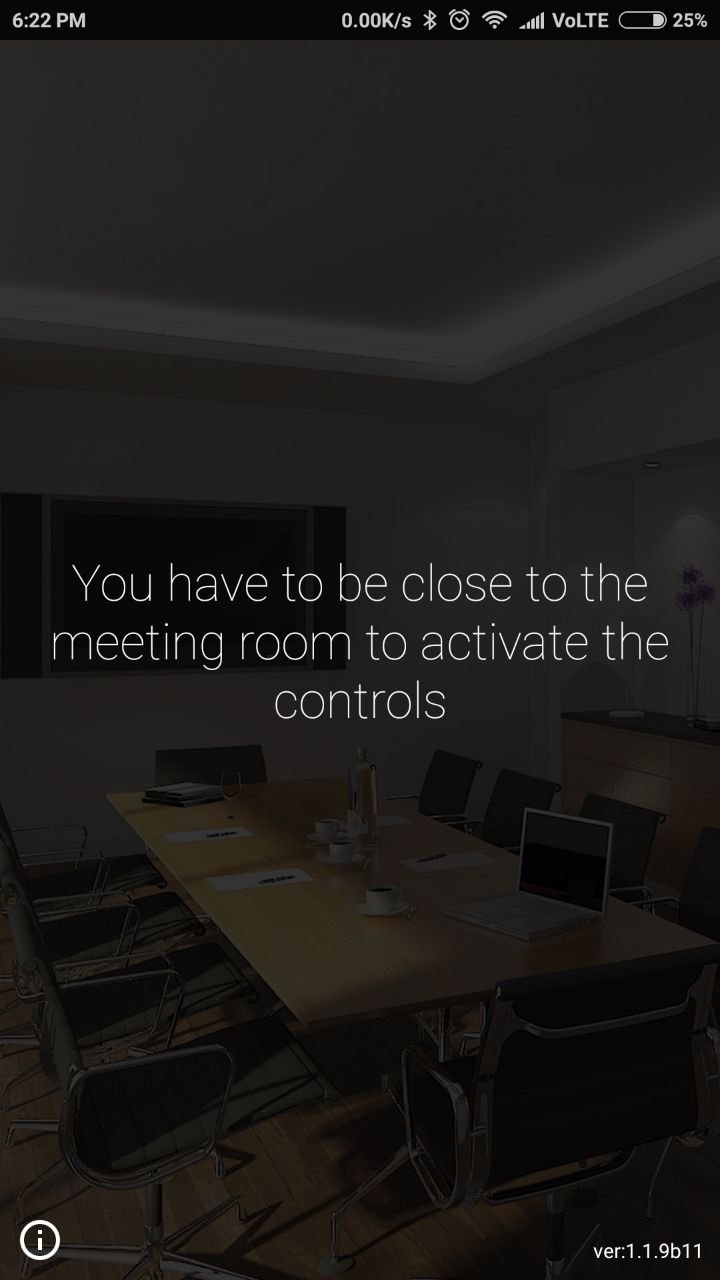 6:22 PM 0.00K/s VoLTE 25%
You have to be close to the
meeting room to activate the
controls
ver:1.1.9b11